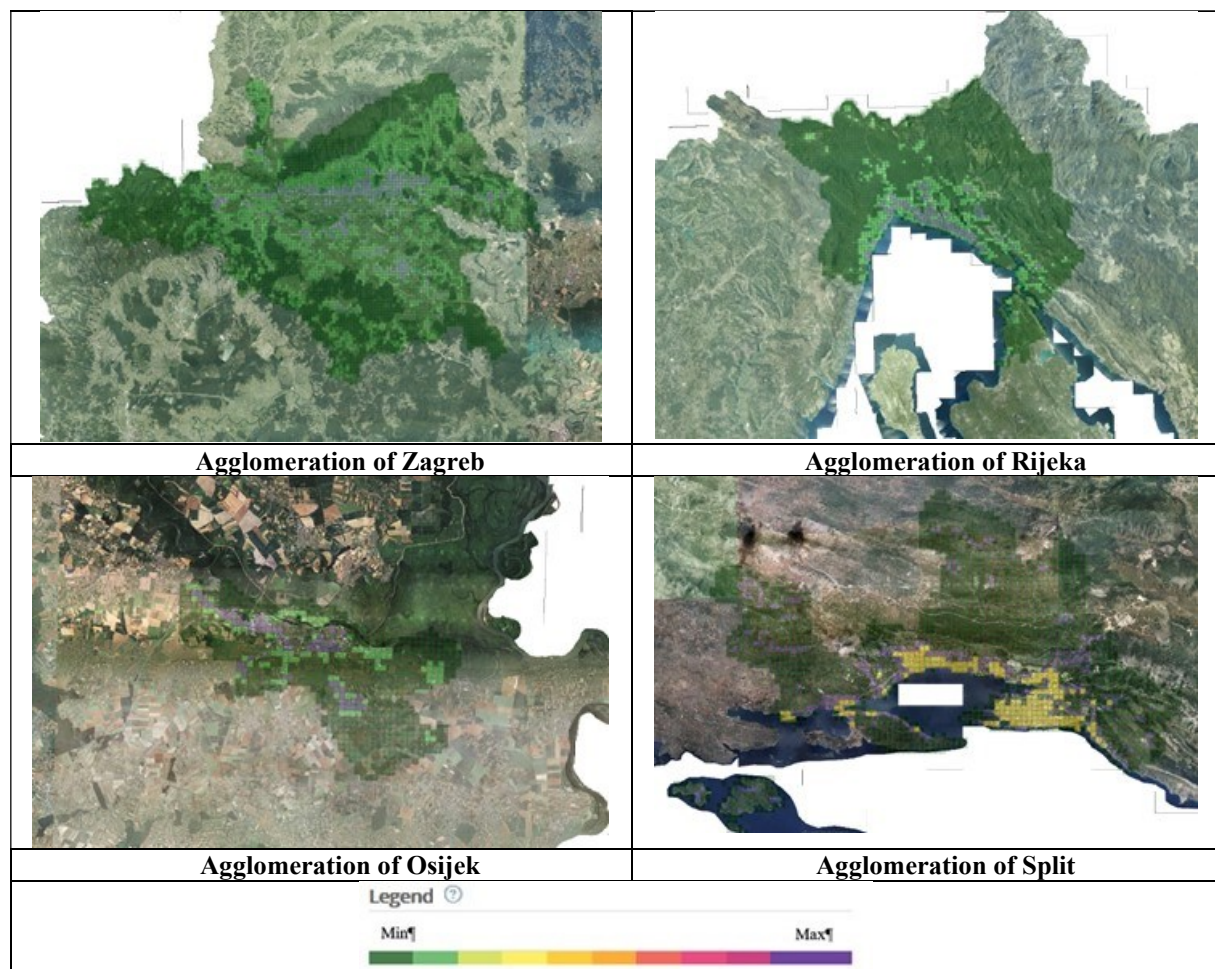 Agglomeration of Zagreb
Agglomeration of Rijeka
Agglomeration of Osijek
Agglomeration of Split
Legend ?
Min¶
Max¶